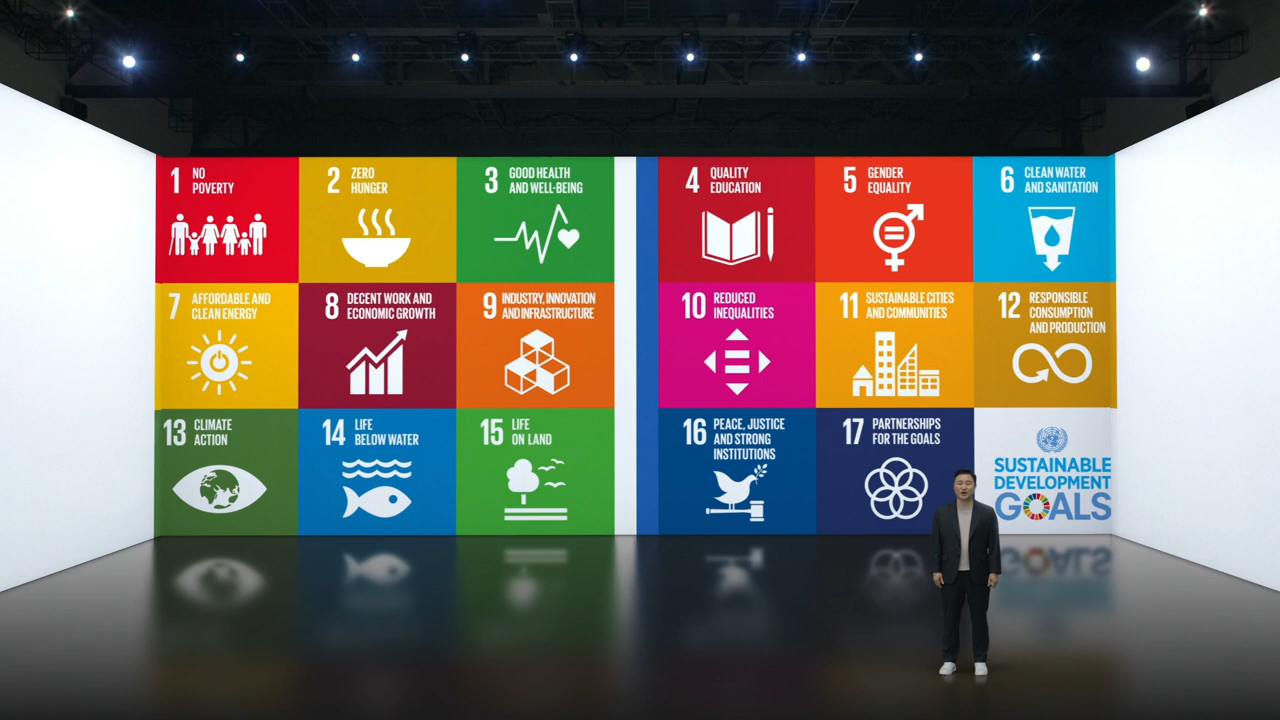 1 NO
POVERTY
2 ZERO
HUNGER
3 GOOD HEALTH
AND WELL-BEING
4 QUALITY
EDUCATION
5 GENDER
EQUALITY
6 CLEAN WATER
AND SANITATION
7 AFFORDABLE AND
CLEAN ENERGY
8 DECENT WORK AND
ECONOMIC GROWTH
9 INDUSTRY, INNOVATION
AND INFRASTRUCTURE
10 REDUCED
INEQUALITIES
11 SUSTAINABLE CITIES
AND COMMUNITIES
12 RESPONSIBLE
CONSUMPTION
AND PRODUCTION
13 CLIMATE
ACTION
14 LIFE
BELOW WATER
15 LIFE
ON LAND
16 PEACE, JUSTICE
AND STRONG
INSTITUTIONS
17 PARTNERSHIPS
FOR THE GOALS
SUSTAINABLE
DEVELOPMENT
GOALS